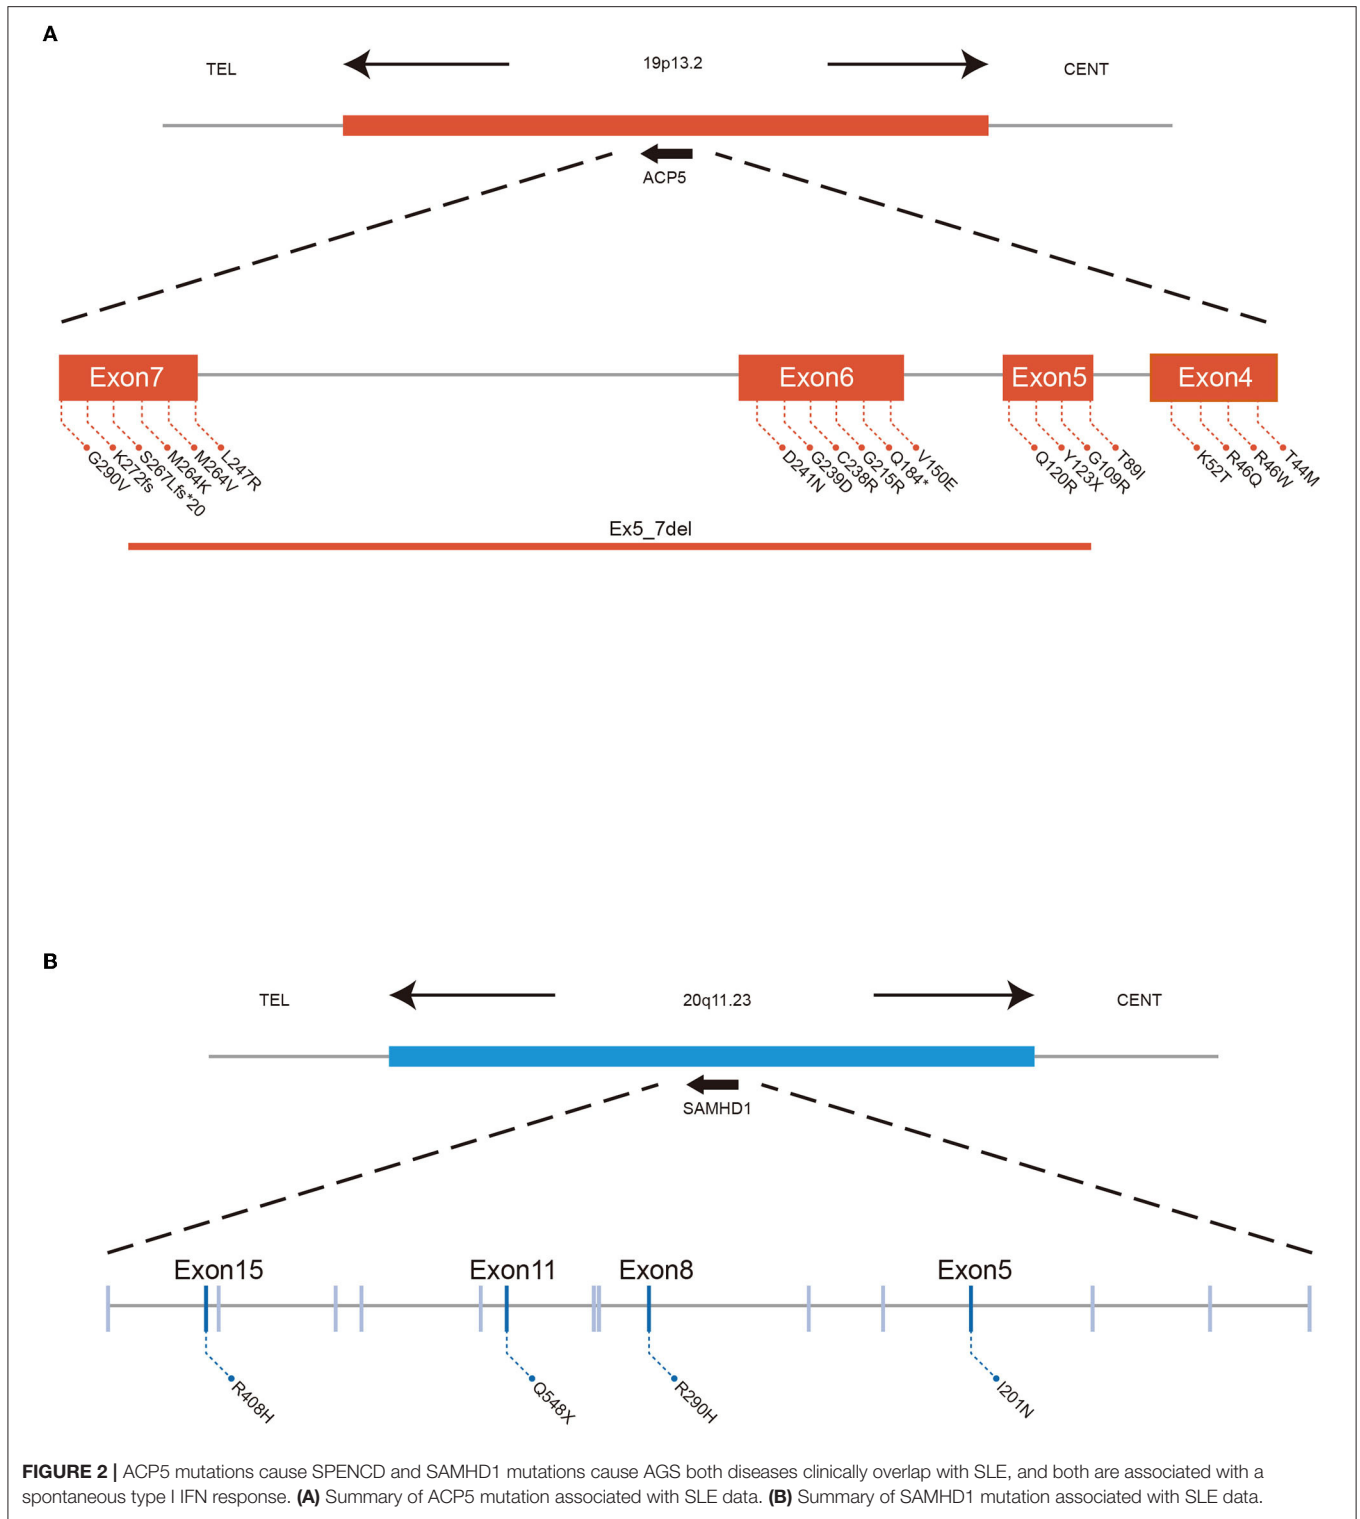 A
TEL
19p13.2
CENT
ACP5
Exon7
Exon6
Exon5
Exon4
G290V
K272fs
S267Lfs*20
M264K
M264V
L247R
D241N
G239D
C238R
G215R
Q184*
V150E
Q120R
Y123X
G109R
T89I
K52T
R46Q
R46W
T44M
Ex5_7del
B
TEL
20q11.23
CENT
SAMHD1
Exon15
Exon11
Exon8
Exon5
R408H
Q548X
R290H
I201N
FIGURE 2 | ACP5 mutations cause SPENCD and SAMHD1 mutations cause AGS both diseases clinically overlap with SLE, and both are associated with a
spontaneous type I IFN response. (A) Summary of ACP5 mutation associated with SLE data. (B) Summary of SAMHD1 mutation associated with SLE data.